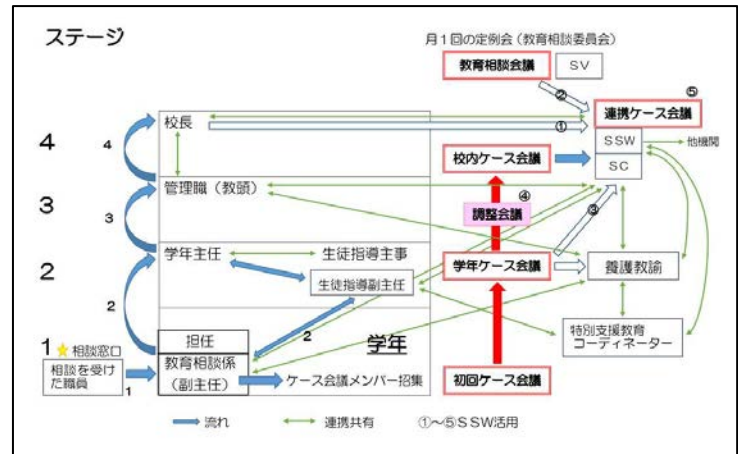 ステージ
月1回の定例会(教育相談委員会)
教育相談会議
SV
②
⑤
連携ケース会議
校長
①
SSW
他機関
4
4
校内ケース会議
SC
管理職(教頭)
④
3
3
調整会議
③
学年主任
生徒指導主事
学年ケース会議
養護教諭
2
生徒指導副主任
2
2
担任
学年
特別支援教育
コーディネーター
1
相談窓口
教育相談係
(副主任)
相談を受け
た職員
1
ケース会議メンバー招集
初回ケース会議
流れ
連携共有
①~⑤SSW活用